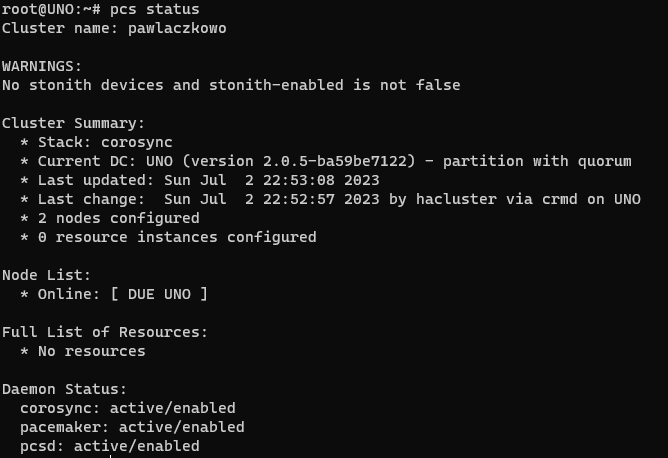 root@UNO:~# pcs status
Cluster name: pawlaczkowo
WARNINGS:
No stonith devices and stonith-enabled is not false
Cluster Summary:
  * Stack: corosync
  * Current DC: UNO (version 2.0.5-ba59be7122) - partition with quorum
  * Last updated: Sun Jul  2 22:53:08 2023
  * Last change:  Sun Jul  2 22:52:57 2023 by hacluster via crmd on UNO
  * 2 nodes configured
  * 0 resource instances configured
Node List:
  * Online: [ DUE UNO ]
Full List of Resources:
  * No resources
Daemon Status:
  corosync: active/enabled
  pacemaker: active/enabled
  pcsd: active/enabled